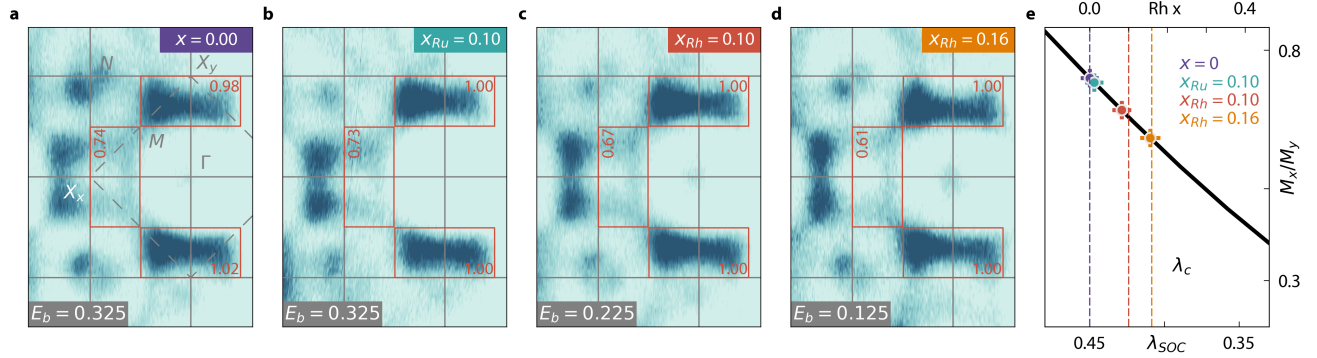 a
x = 0.00
N
X_y
0.98
0.74
M
Γ
X_x
1.02
E_b = 0.325
b
x_Ru = 0.10
1.00
0.73
1.00
E_b = 0.325
c
x_Rh = 0.10
1.00
0.67
1.00
E_b = 0.225
d
x_Rh = 0.16
1.00
0.61
1.00
E_b = 0.125
e
0.0 Rh x 0.4
0.8
x = 0
x_Ru = 0.10
x_Rh = 0.10
x_Rh = 0.16
M_x/M_y
λ_c
0.3
0.45 λ_SOC 0.35